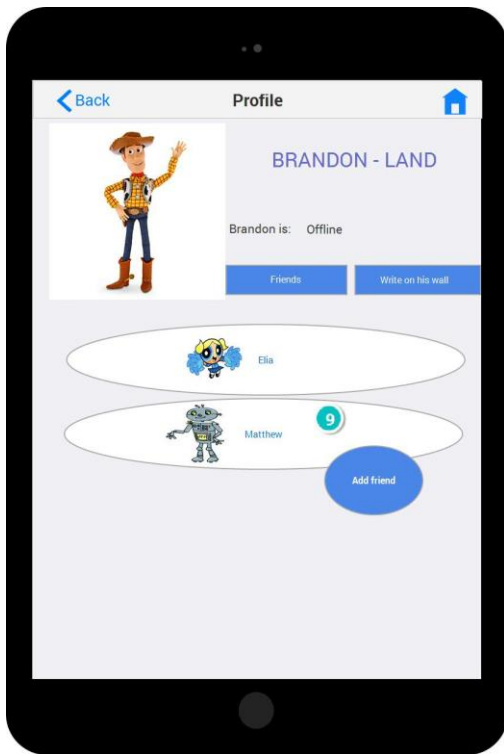 Back Profile
BRANDON - LAND
Brandon is: Offline
Friends Write on his wall
Elia
Matthew 9
Add friend